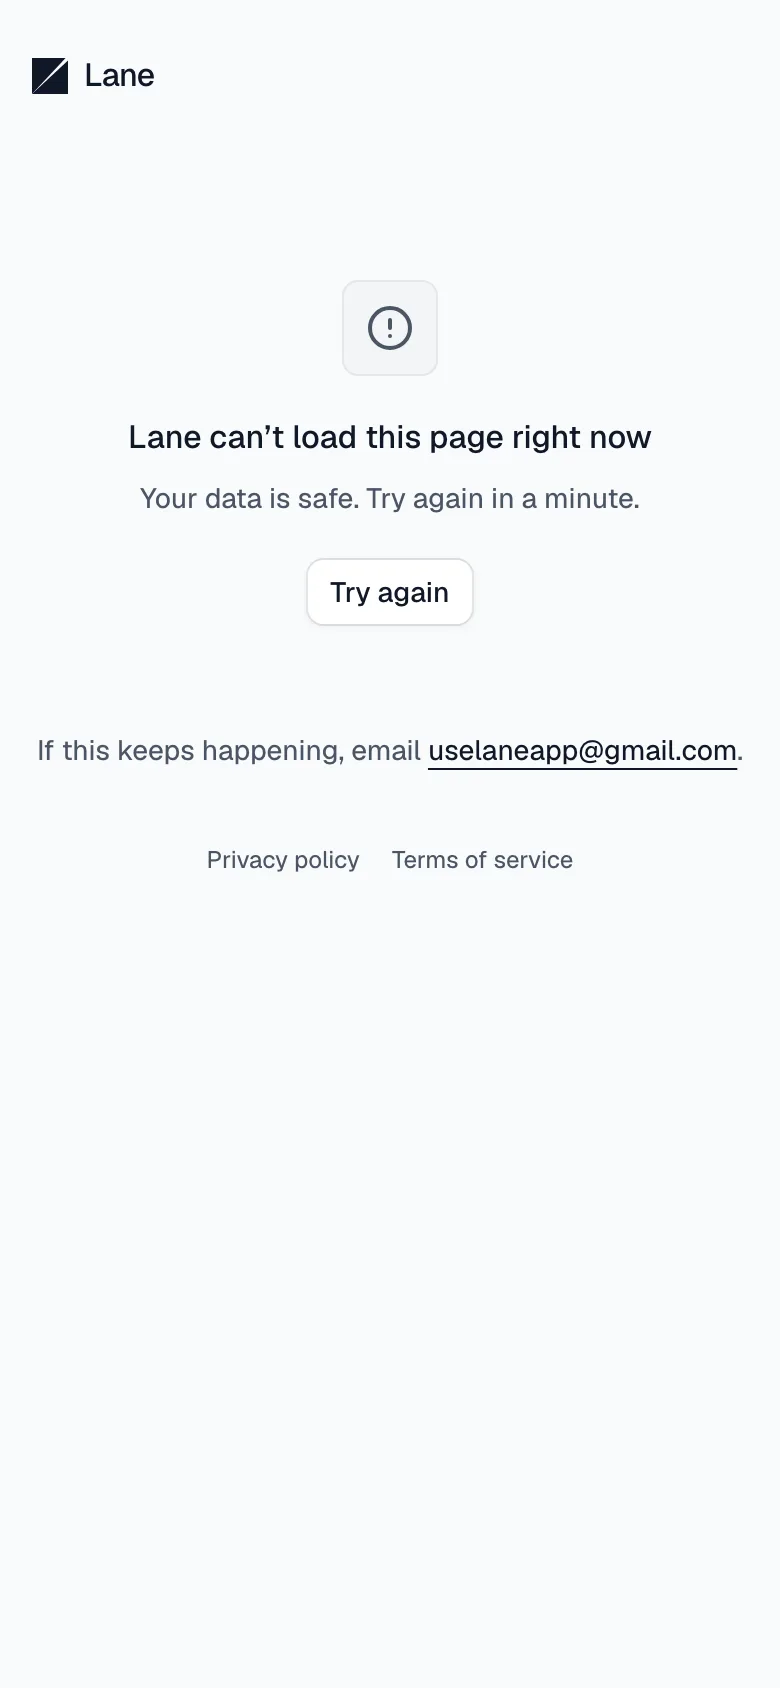 Lane
Lane can’t load this page right now
Your data is safe. Try again in a minute.
Try again
If this keeps happening, email uselaneapp@gmail.com.
Privacy policy Terms of service